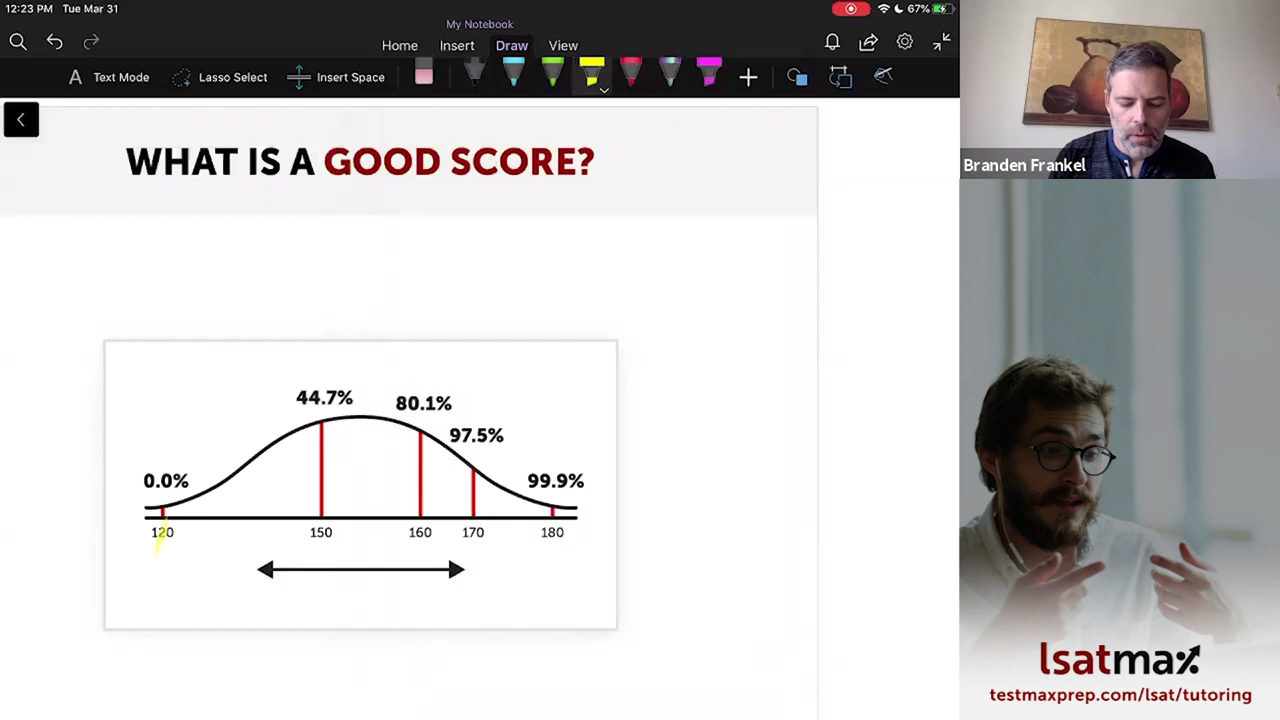 12:23 PM Tue Mar 31
67%
My Notebook
Home Insert Draw View
Text Mode Lasso Select Insert Space
Branden Frankel
WHAT IS A GOOD SCORE?
44.7%
80.1%
97.5%
0.0%
99.9%
120 150 160 170 180
lsatmax
testmaxprep.com/lsat/tutoring